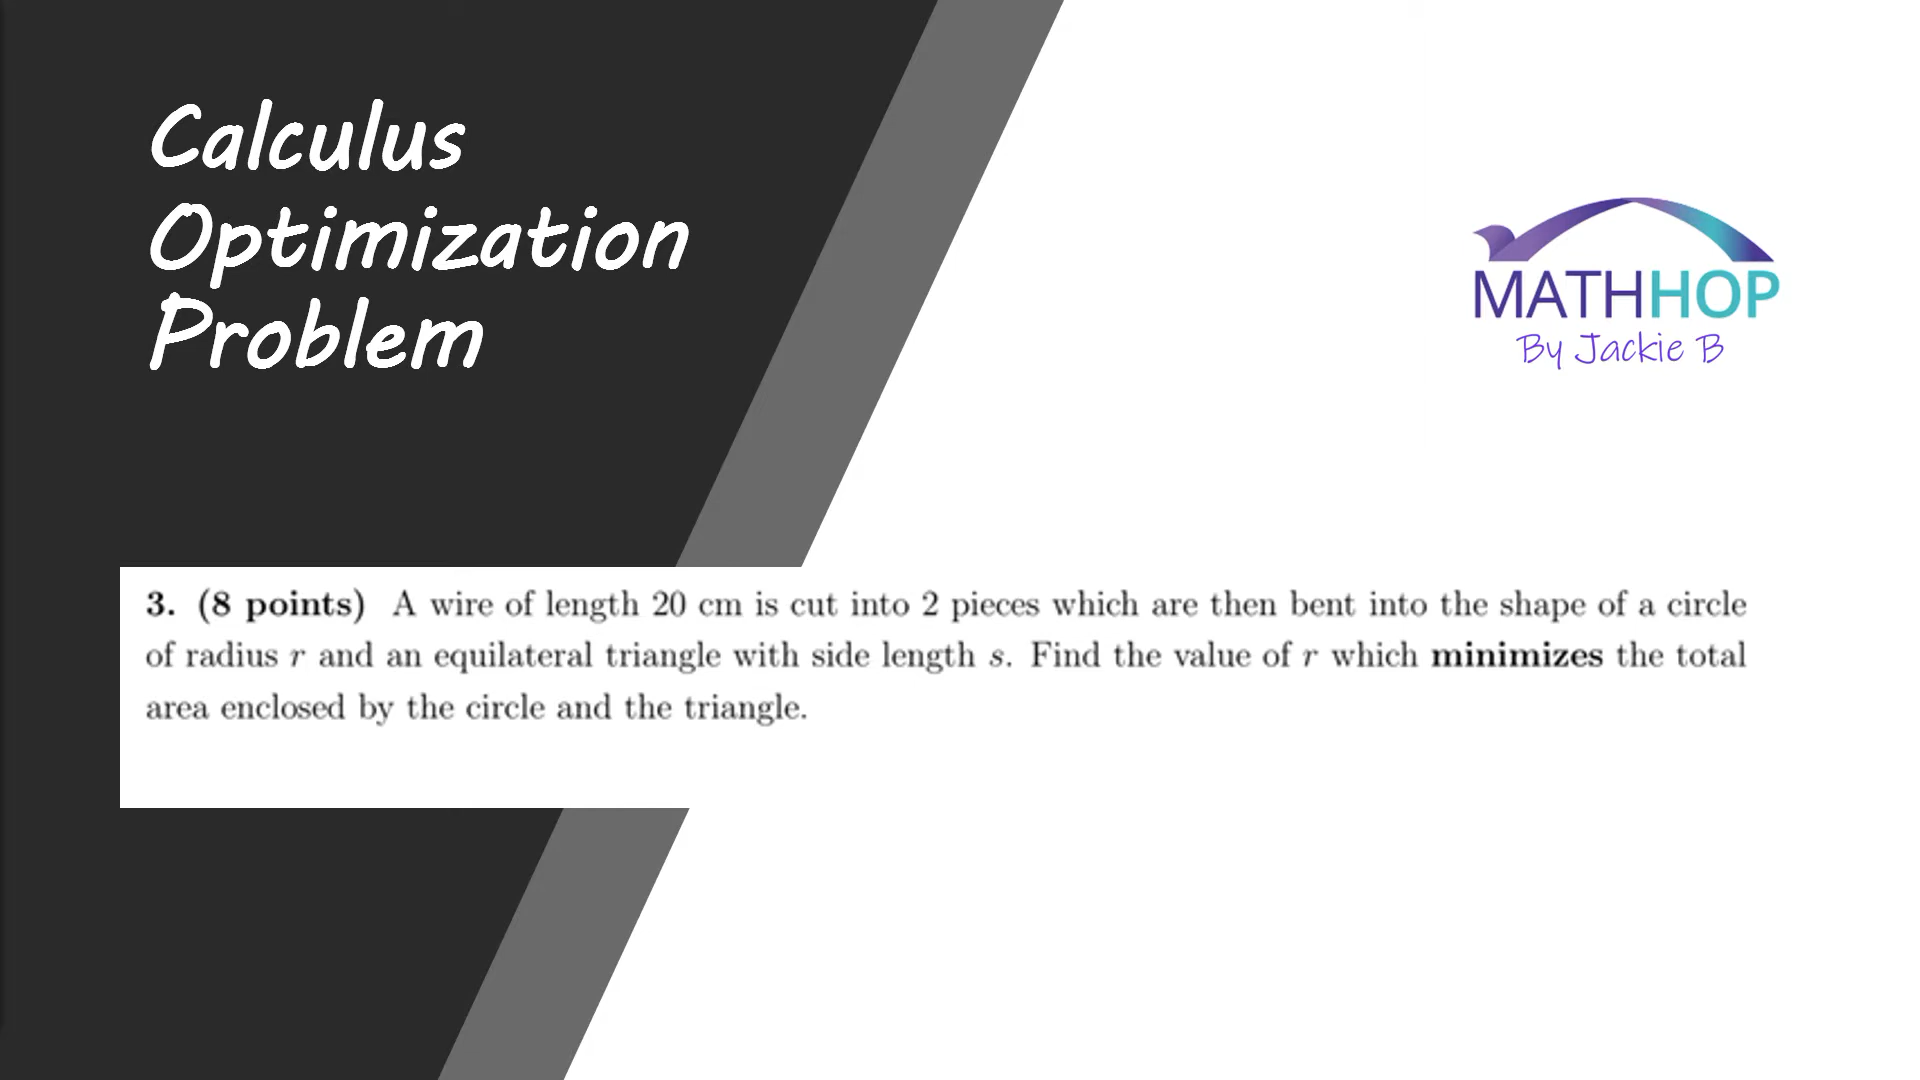 Calculus
Optimization
Problem
MATHHOP
By Jackie B
3. (8 points) A wire of length 20 cm is cut into 2 pieces which are then bent into the shape of a circle
of radius r and an equilateral triangle with side length s. Find the value of r which minimizes the total
area enclosed by the circle and the triangle.